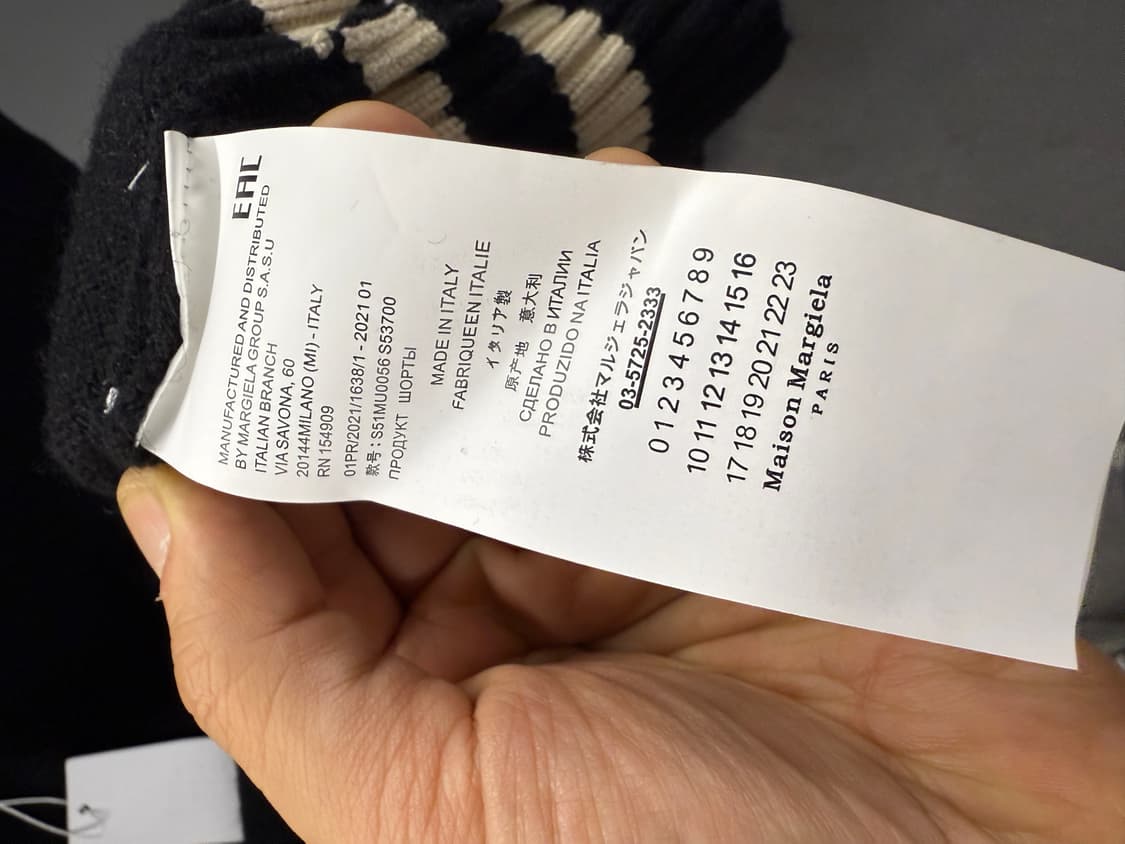 EAC
MANUFACTURED AND DISTRIBUTED
BY MARGIELA GROUP S.A.S.U
ITALIAN BRANCH
VIA SAVONA, 60
20144 MILANO (MI) - ITALY
RN 154909
01PR/2021/1638/1 - 2021 01
款号：S51MU0056 S53700
ПРОДУКТ ШОРТЫ
MADE IN ITALY
FABRIQUE EN ITALIE
イタリア製
原产地 意大利
СДЕЛАНО В ИТАЛИИ
PRODUZIDO NA ITALIA
株式会社マルジェラジャパン
03-5725-2333
0 1 2 3 4 5 6 7 8 9
10 11 12 13 14 15 16
17 18 19 20 21 22 23
Maison Margiela
PARIS